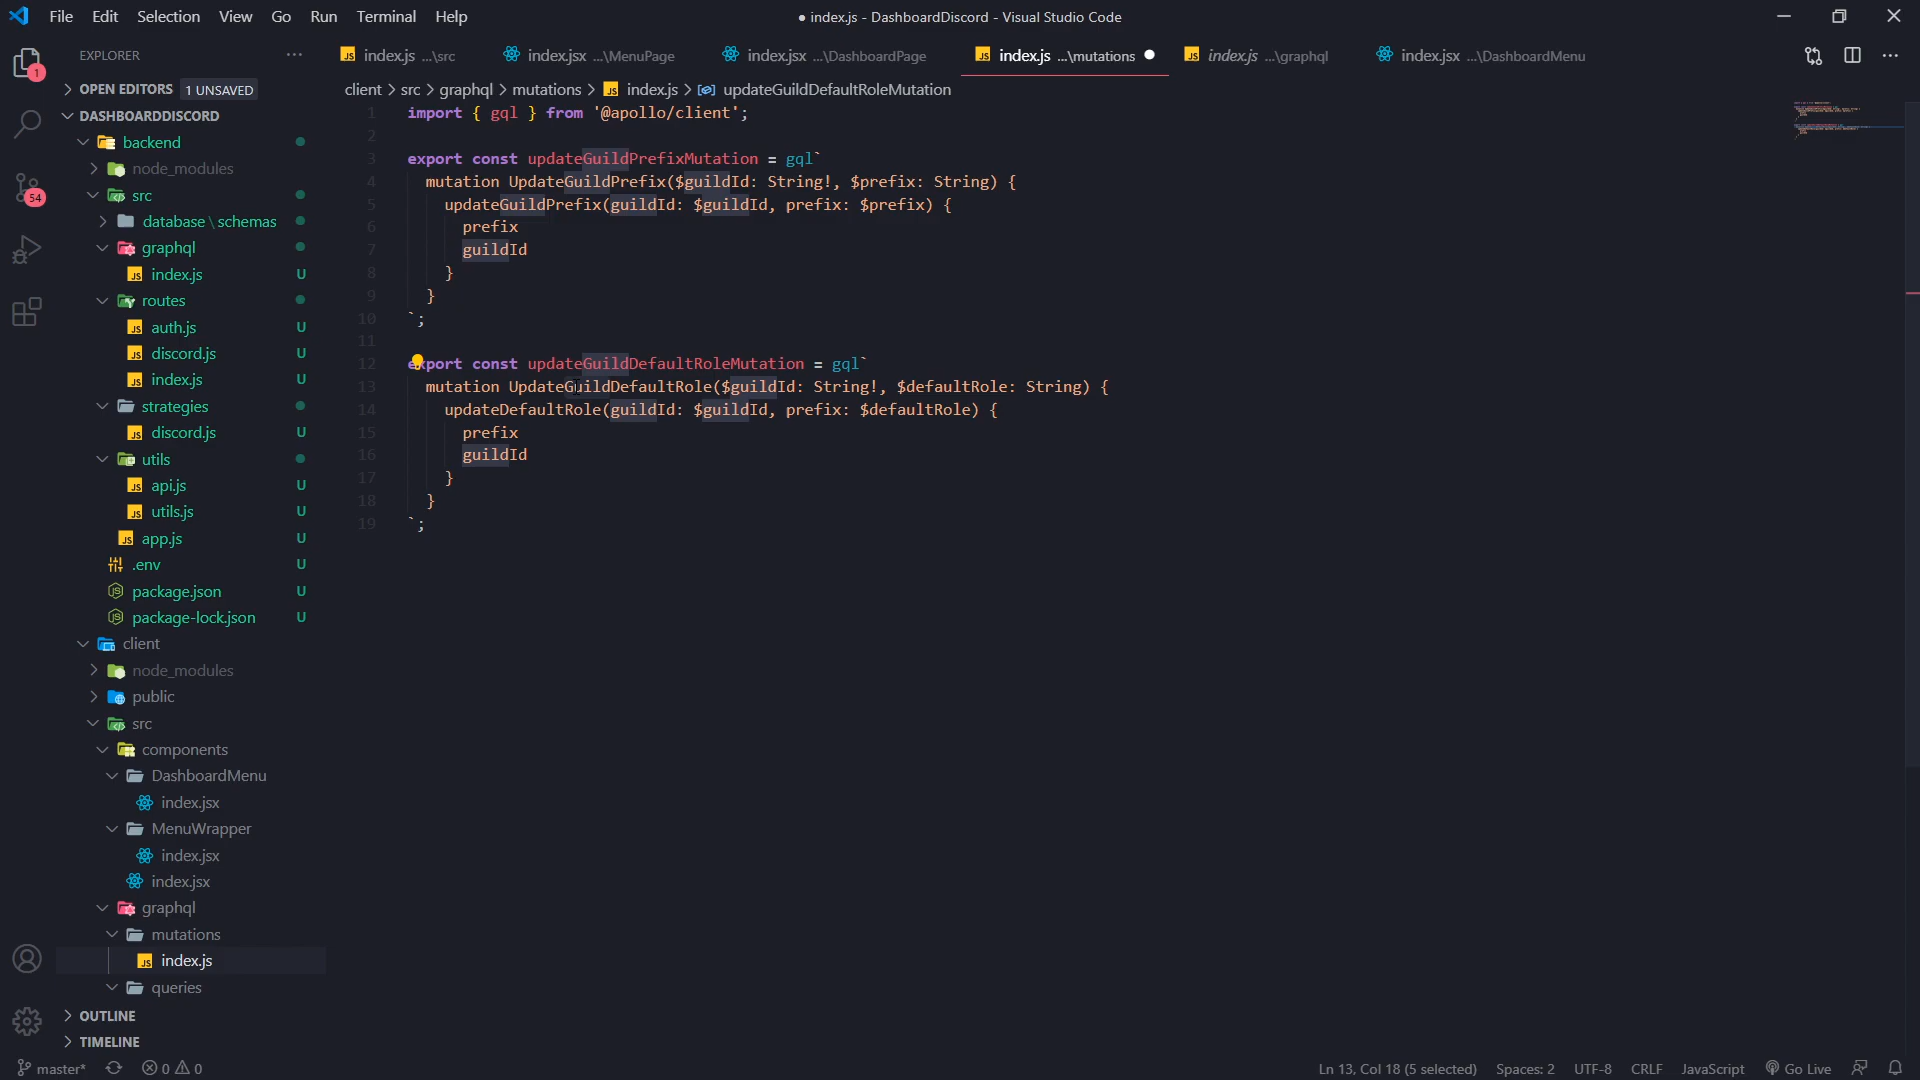 File Edit Selection View Go Run Terminal Help
● index.js - DashboardDiscord - Visual Studio Code
EXPLORER
index.js ...\src
index.jsx ...\MenuPage
index.jsx ...\DashboardPage
index.js ...\mutations
index.js ...\graphql
index.jsx ...\DashboardMenu
1
OPEN EDITORS 1 UNSAVED
client > src > graphql > mutations > index.js > updateGuildDefaultRoleMutation
DASHBOARDDISCORD
backend
node_modules
src
54
database\schemas
graphql
index.js U
routes
auth.js U
discord.js U
index.js U
strategies
discord.js U
utils
api.js U
utils.js U
app.js U
.env U
package.json U
package-lock.json U
client
node_modules
public
src
components
DashboardMenu
index.jsx
MenuWrapper
index.jsx
index.jsx
graphql
mutations
index.js
queries
OUTLINE
TIMELINE
1 import { gql } from '@apollo/client';
2
3 export const updateGuildPrefixMutation = gql`
4 mutation UpdateGuildPrefix($guildId: String!, $prefix: String) {
5 updateGuildPrefix(guildId: $guildId, prefix: $prefix) {
6 prefix
7 guildId
8 }
9 }
10 `;
11
12 export const updateGuildDefaultRoleMutation = gql`
13 mutation UpdateGuildDefaultRole($guildId: String!, $defaultRole: String) {
14 updateDefaultRole(guildId: $guildId, prefix: $defaultRole) {
15 prefix
16 guildId
17 }
18 }
19 `;
master* 0 0
Ln 13, Col 18 (5 selected) Spaces: 2 UTF-8 CRLF JavaScript Go Live